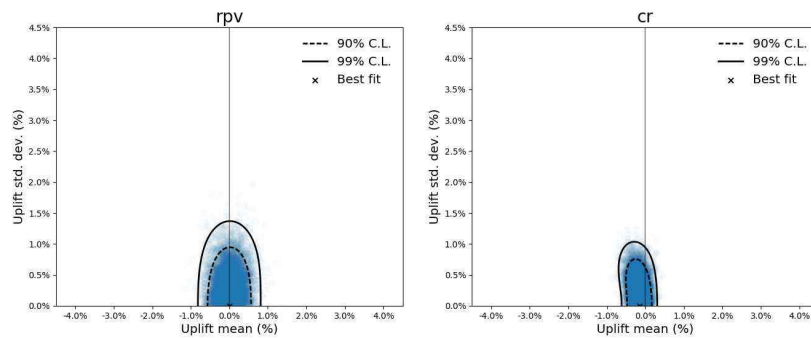 rpv
4.5%
4.0%
3.5%
3.0%
2.5%
2.0%
1.5%
1.0%
0.5%
0.0%
Uplift std. dev. (%)
90% C.L.
99% C.L.
Best fit
-4.0% -3.0% -2.0% -1.0% 0.0% 1.0% 2.0% 3.0% 4.0%
Uplift mean (%)
cr
4.5%
4.0%
3.5%
3.0%
2.5%
2.0%
1.5%
1.0%
0.5%
0.0%
Uplift std. dev. (%)
90% C.L.
99% C.L.
Best fit
-4.0% -3.0% -2.0% -1.0% 0.0% 1.0% 2.0% 3.0% 4.0%
Uplift mean (%)